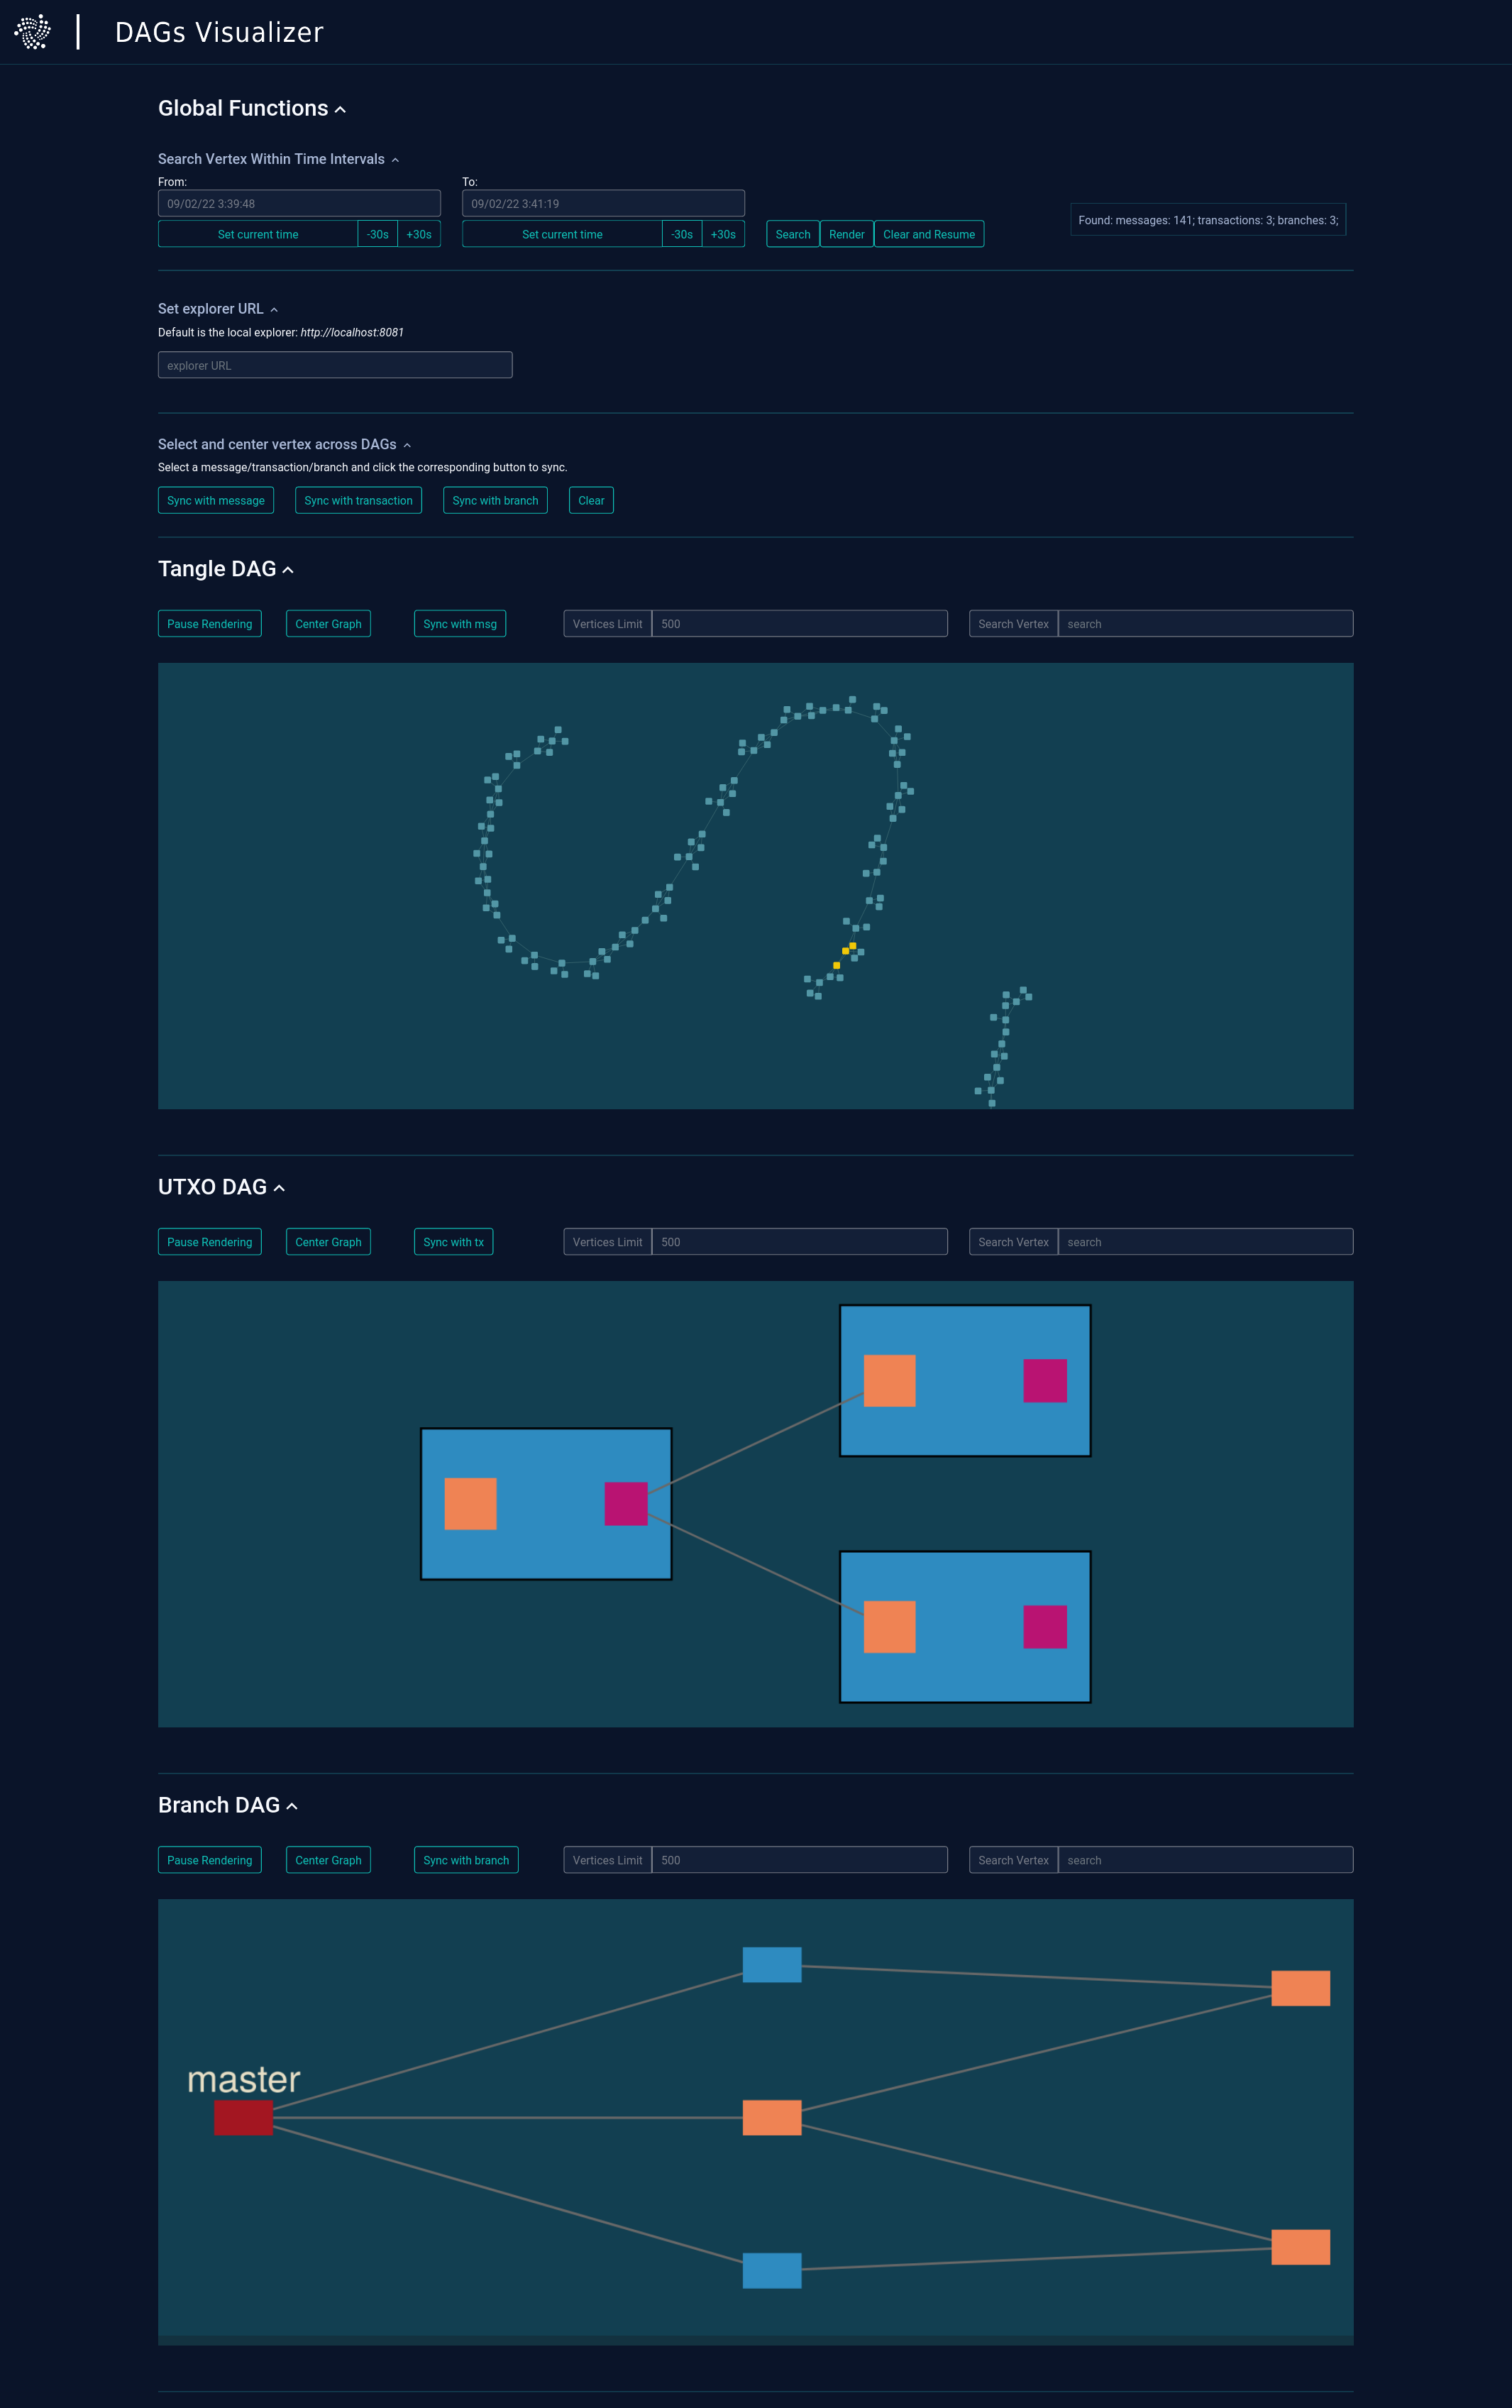 DAGs Visualizer
Global Functions
Search Vertex Within Time Intervals
From: To:
09/02/22 3:39:48 09/02/22 3:41:19
Set current time -30s +30s Set current time -30s +30s Search Render Clear and Resume Found: messages: 141; transactions: 3; branches: 3;
Set explorer URL
Default is the local explorer: http://localhost:8081
explorer URL
Select and center vertex across DAGs
Select a message/transaction/branch and click the corresponding button to sync.
Sync with message Sync with transaction Sync with branch Clear
Tangle DAG
Pause Rendering Center Graph Sync with msg Vertices Limit 500 Search Vertex search
UTXO DAG
Pause Rendering Center Graph Sync with tx Vertices Limit 500 Search Vertex search
Branch DAG
Pause Rendering Center Graph Sync with branch Vertices Limit 500 Search Vertex search
master